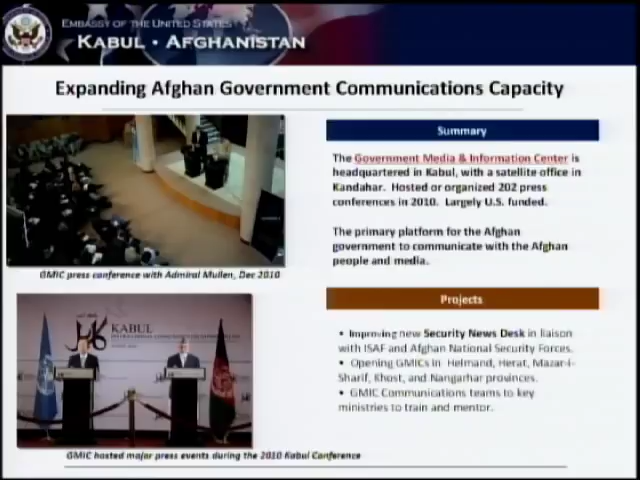 EMBASSY OF THE UNITED STATES
KABUL • AFGHANISTAN
Expanding Afghan Government Communications Capacity
Summary
The Government Media & Information Center is
headquartered in Kabul, with a satellite office in
Kandahar. Hosted or organized 202 press
conferences in 2010. Largely U.S. funded.
The primary platform for the Afghan
government to communicate with the Afghan
people and media.
GMIC press conference with Admiral Mullen, Dec 2010
Projects
• Improving new Security News Desk in liaison
with ISAF and Afghan National Security Forces.
• Opening GMICs in Helmand, Herat, Mazar-i-
Sharif, Khost, and Nangarhar provinces.
• GMIC Communications teams to key
ministries to train and mentor.
KABUL
GMIC hosted major press events during the 2010 Kabul Conference